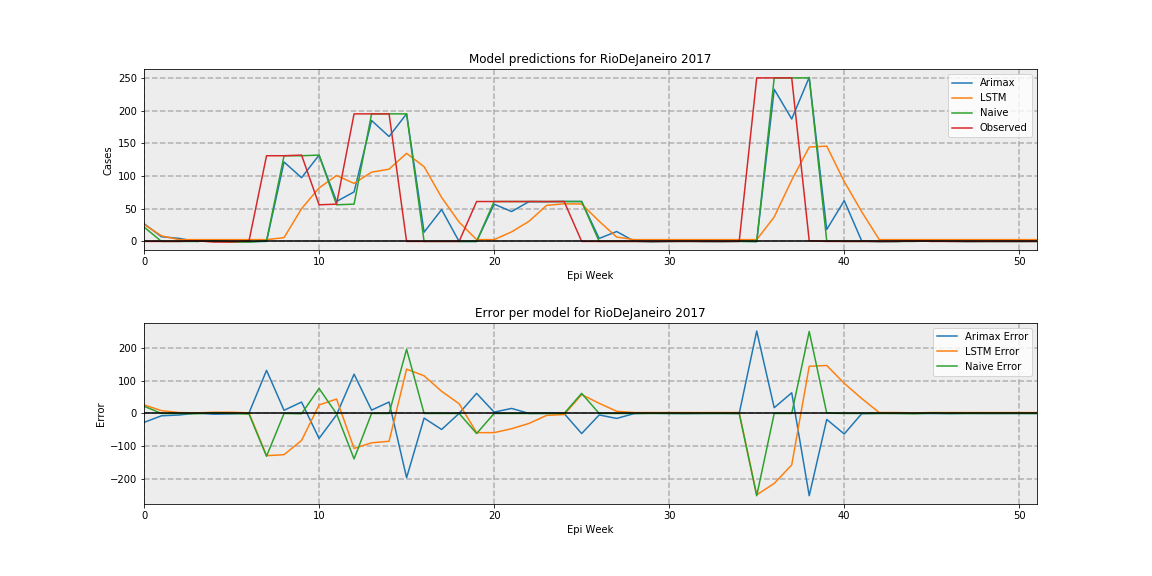 Model predictions for RioDeJaneiro 2017
250
200
150
100
50
0
Cases
Arimax
LSTM
Naive
Observed
0 10 20 30 40 50
Epi Week
Error per model for RioDeJaneiro 2017
200
100
0
−100
−200
Error
Arimax Error
LSTM Error
Naive Error
0 10 20 30 40 50
Epi Week